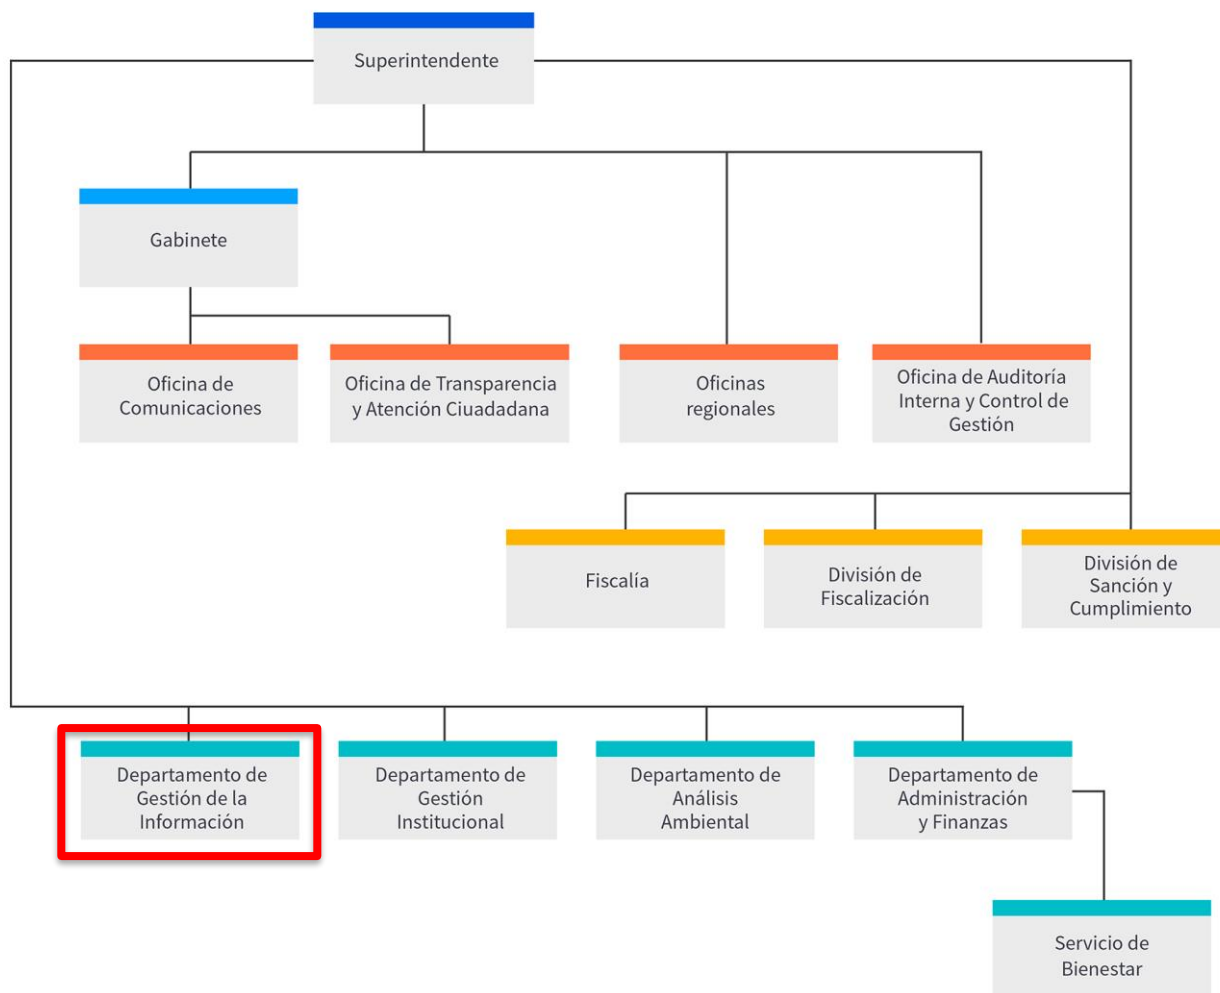 Superintendente
Gabinete
Oficina de
Comunicaciones
Oficina de Transparencia
y Atención Ciuadadana
Oficinas
regionales
Oficina de Auditoría
Interna y Control de
Gestión
Fiscalía
División de
Fiscalización
División de
Sanción y
Cumplimiento
Departamento de
Gestión de la
Información
Departamento de
Gestión
Institucional
Departamento de
Análisis
Ambiental
Departamento de
Administración
y Finanzas
Servicio de
Bienestar